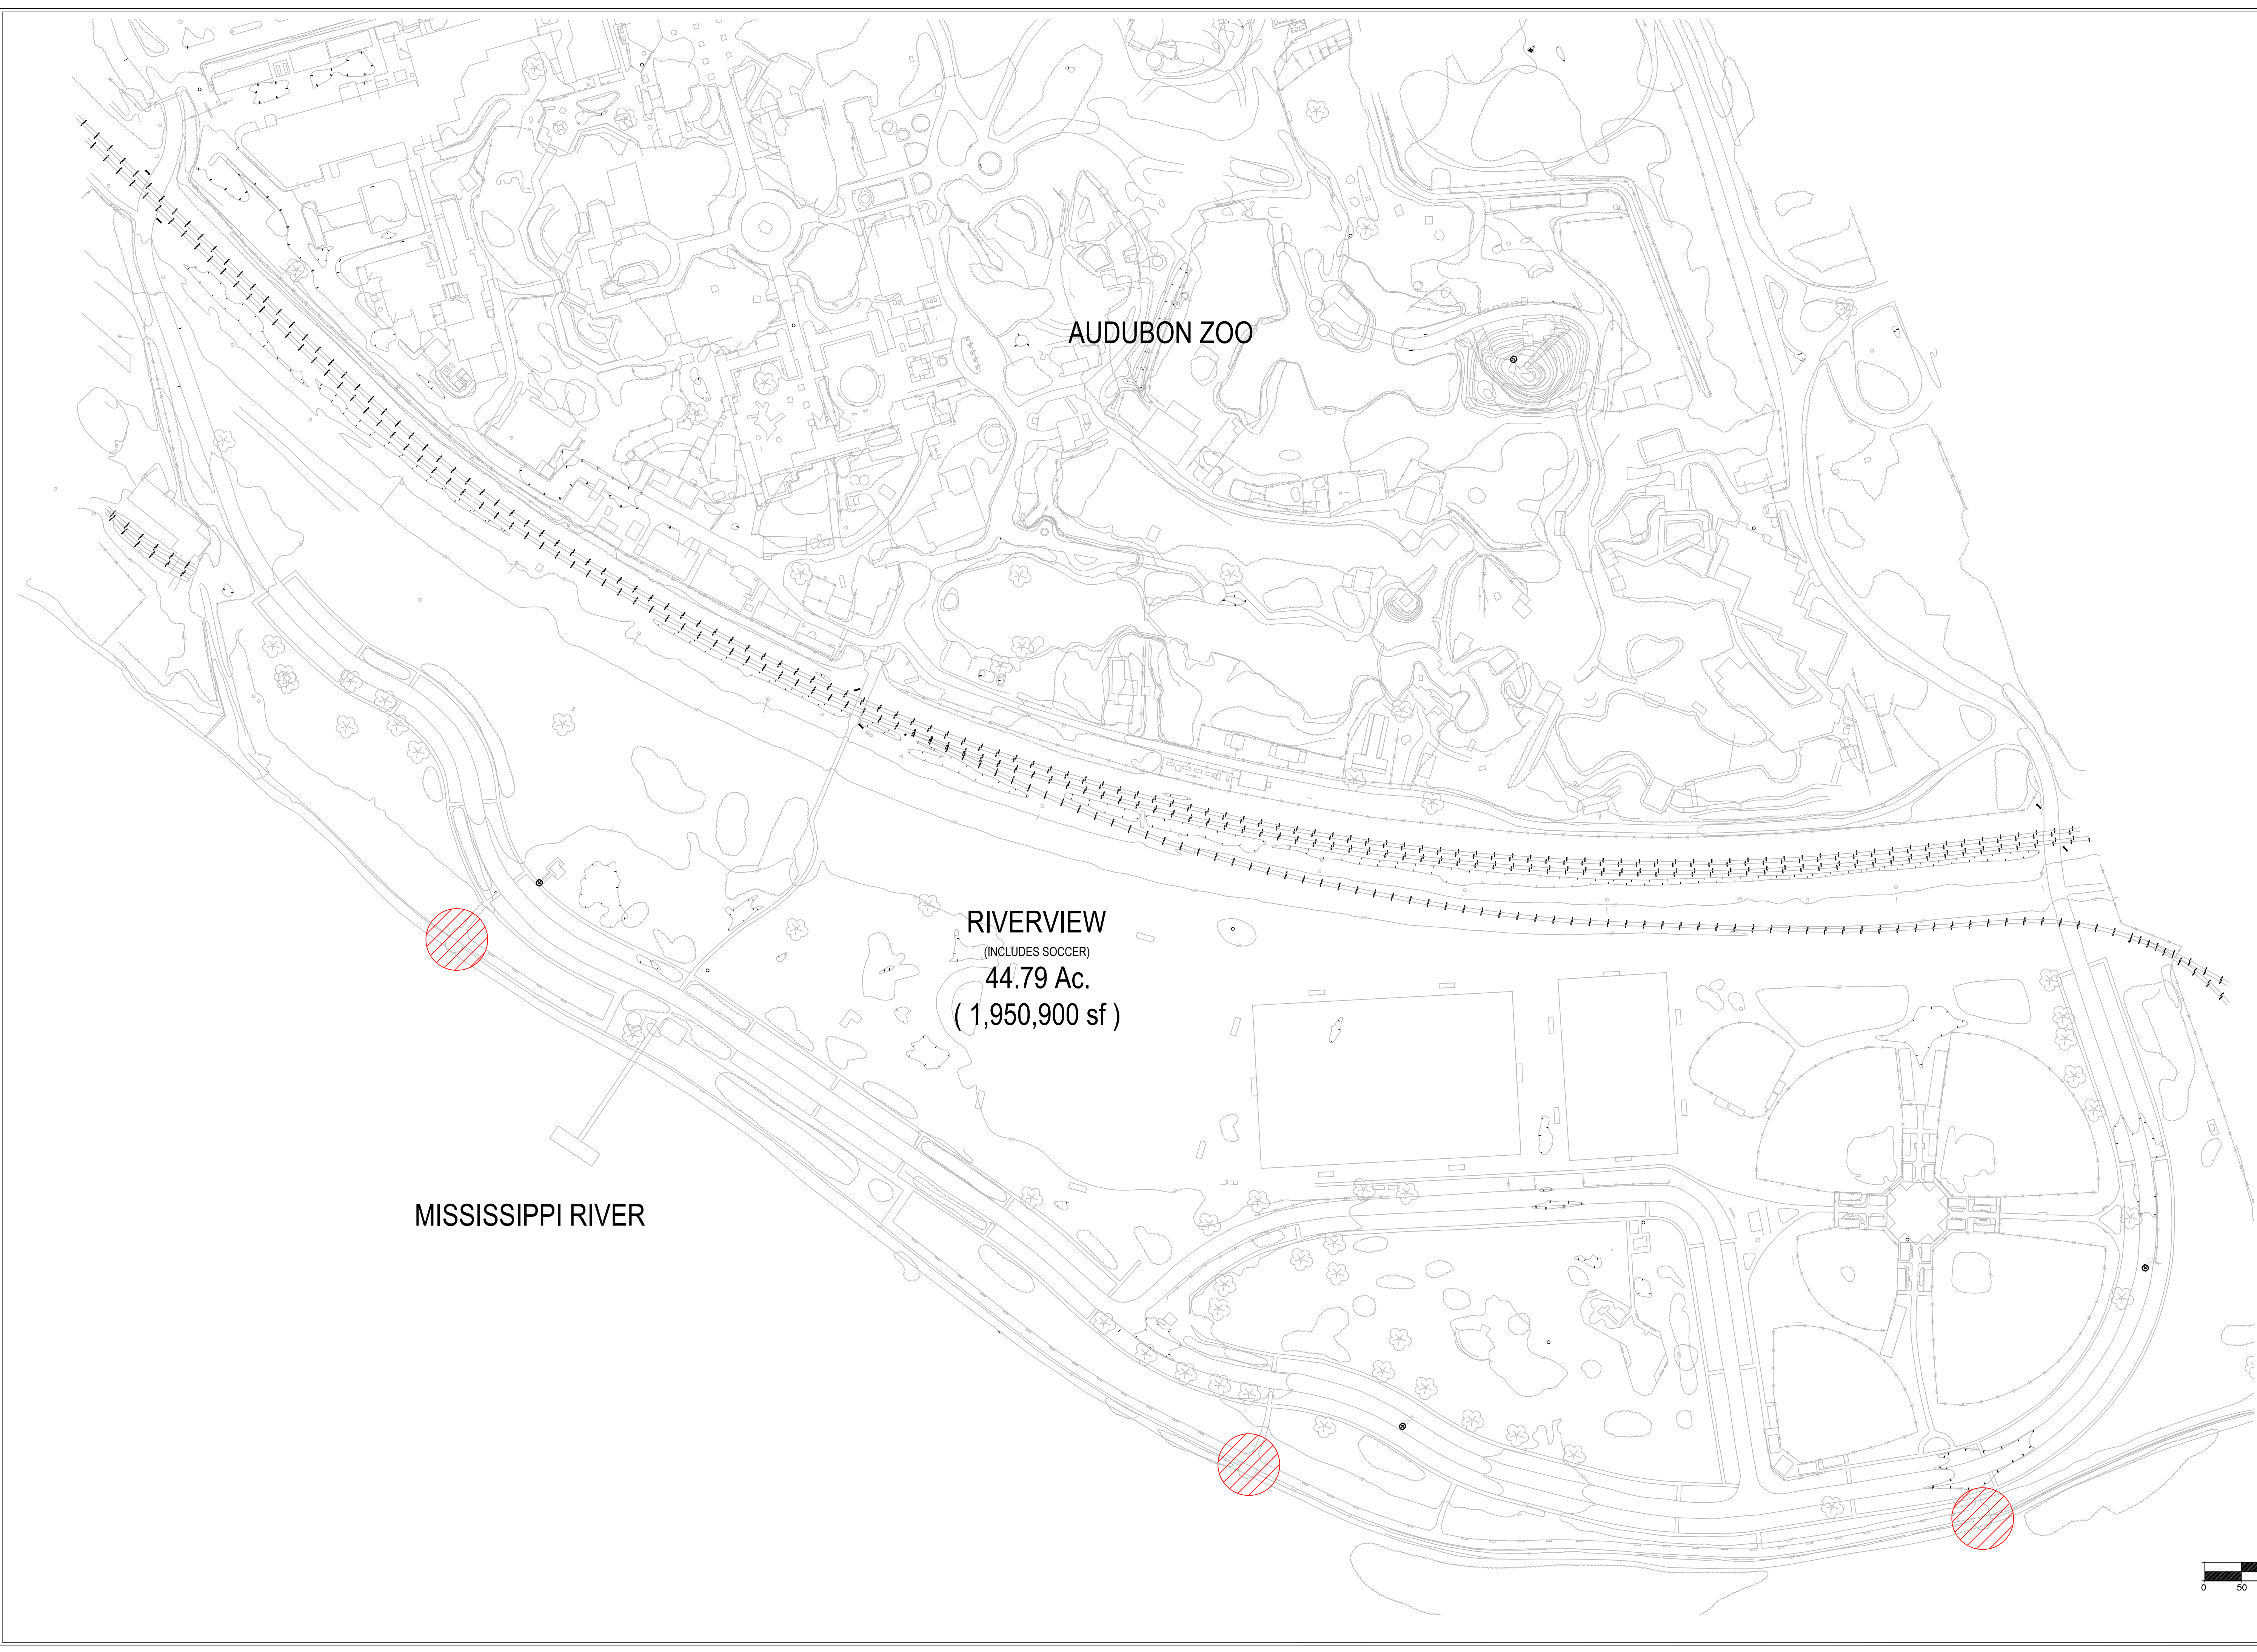 AUDUBON ZOO
RIVERVIEW
(INCLUDES SOCCER)
44.79 Ac.
( 1,950,900 sf )
MISSISSIPPI RIVER
0 50